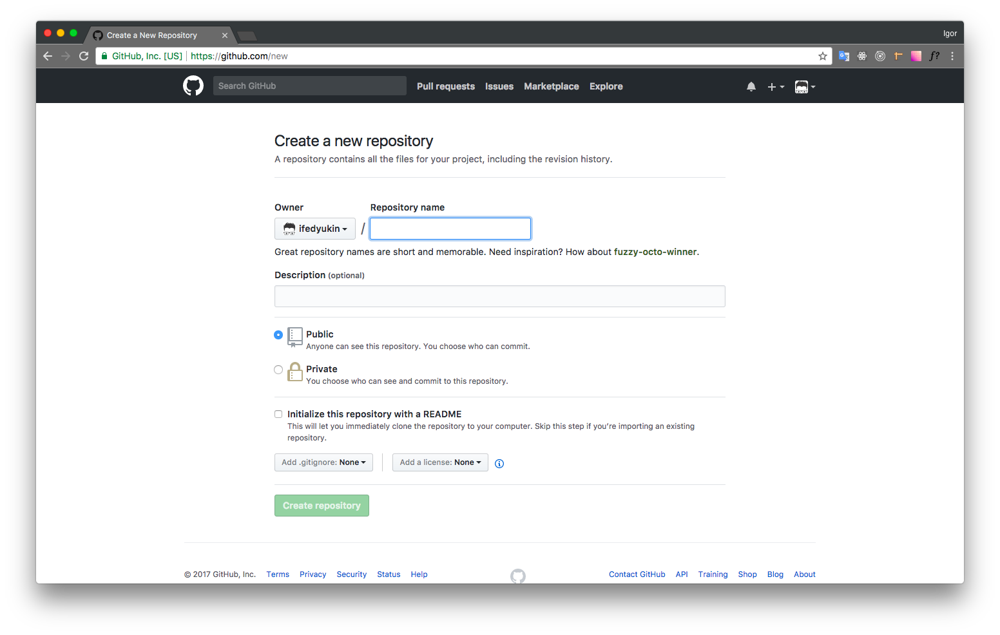 Create a New Repository
Igor
GitHub, Inc. [US] https://github.com/new
f?
Search GitHub
Pull requests Issues Marketplace Explore
Create a new repository
A repository contains all the files for your project, including the revision history.
Owner Repository name
ifedyukin /
Great repository names are short and memorable. Need inspiration? How about fuzzy-octo-winner.
Description (optional)
Public
Anyone can see this repository. You choose who can commit.
Private
You choose who can see and commit to this repository.
Initialize this repository with a README
This will let you immediately clone the repository to your computer. Skip this step if you’re importing an existing
repository.
Add .gitignore: None Add a license: None
Create repository
© 2017 GitHub, Inc. Terms Privacy Security Status Help Contact GitHub API Training Shop Blog About